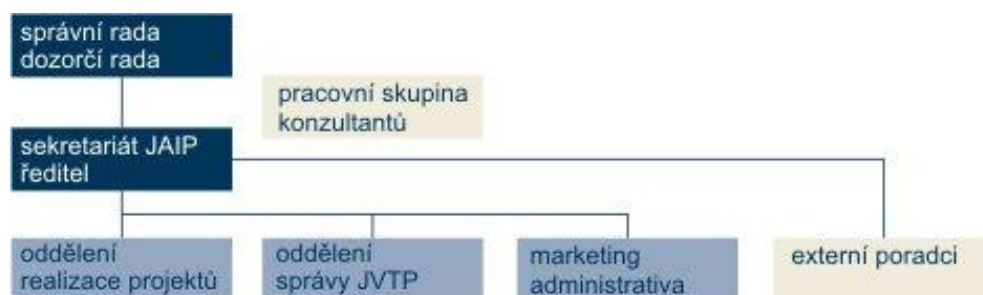 správní rada
dozorčí rada
pracovní skupina
konzultantů
sekretariát JAIP
ředitel
oddělení
realizace projektů
oddělení
správy JVTP
marketing
administrativa
externí poradci